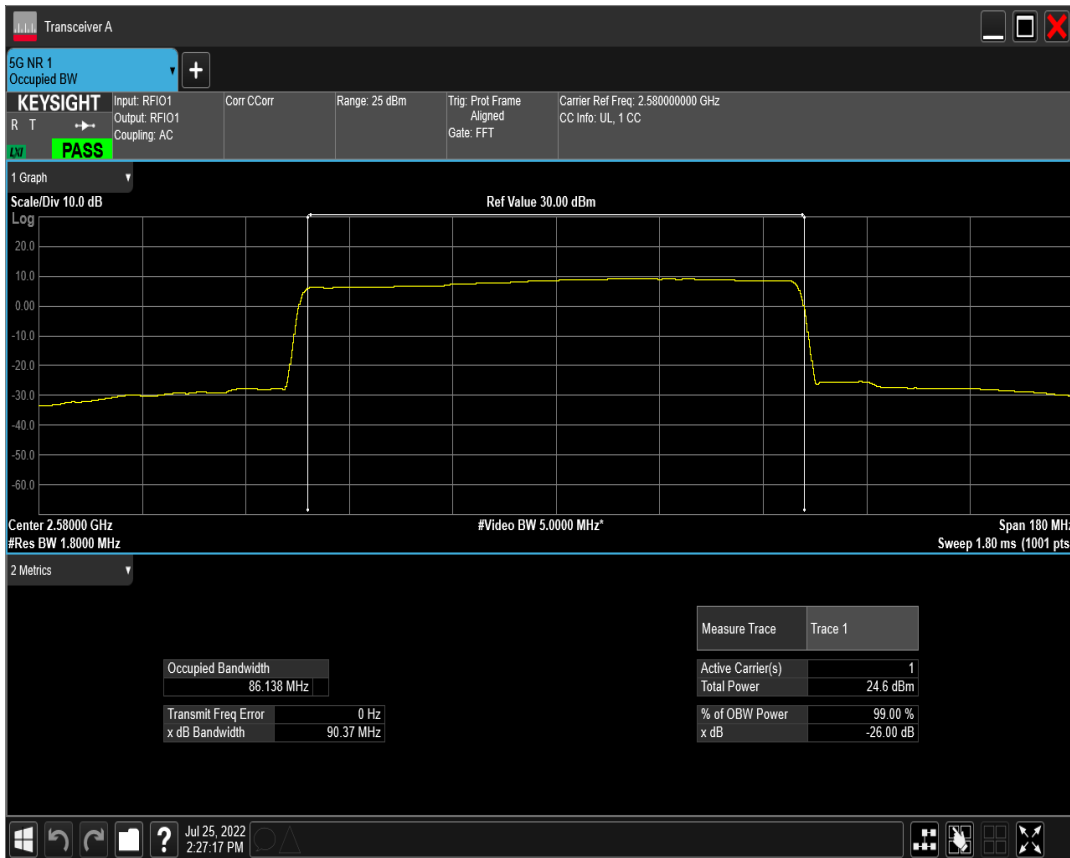 Transceiver A
5G NR 1
Occupied BW
+
KEYSIGHT
R T
LXI
PASS
Input: RFIO1
Output: RFIO1
Coupling: AC
Corr CCorr
Range: 25 dBm
Trig: Prot Frame
Aligned
Gate: FFT
Carrier Ref Freq: 2.580000000 GHz
CC Info: UL, 1 CC
1 Graph
Scale/Div 10.0 dB
Ref Value 30.00 dBm
Log
20.0
10.0
0.00
-10.0
-20.0
-30.0
-40.0
-50.0
-60.0
Center 2.58000 GHz
#Video BW 5.0000 MHz*
Span 180 MHz
#Res BW 1.8000 MHz
Sweep 1.80 ms (1001 pts
2 Metrics
Measure Trace Trace 1
Occupied Bandwidth
86.138 MHz
Active Carrier(s) 1
Total Power 24.6 dBm
Transmit Freq Error 0 Hz
x dB Bandwidth 90.37 MHz
% of OBW Power 99.00 %
x dB -26.00 dB
?
Jul 25, 2022
2:27:17 PM